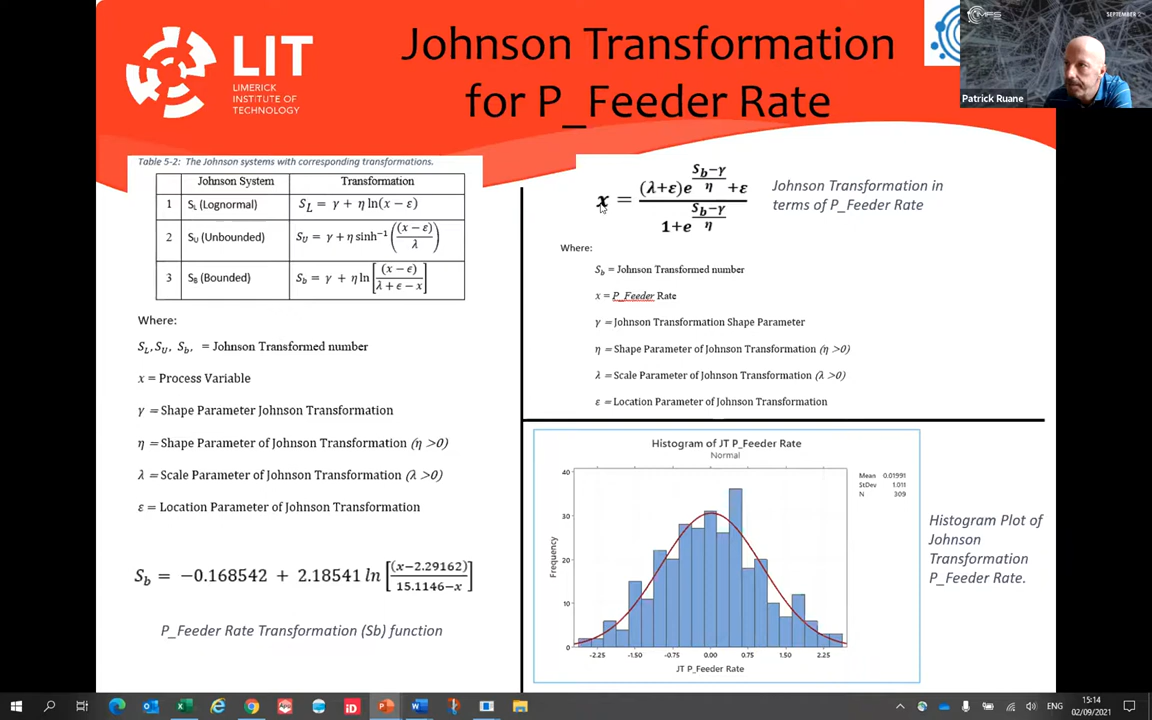 SEPTEMBER
Patrick Ruane
LIT
LIMERICK
INSTITUTE OF
TECHNOLOGY
Johnson Transformation
for P_Feeder Rate
Table 5-2: The Johnson systems with corresponding transformations.
Johnson System Transformation
1 S_L (Lognormal) S_L = γ + η ln(x − ε)
2 S_U (Unbounded) S_U = γ + η sinh⁻¹ ((x − ε)/λ)
3 S_B (Bounded) S_b = γ + η ln[(x − ϵ)/(λ + ϵ − x)]
Where:
S_L, S_U, S_b, = Johnson Transformed number
x = Process Variable
γ = Shape Parameter Johnson Transformation
η = Shape Parameter of Johnson Transformation (η >0)
λ = Scale Parameter of Johnson Transformation (λ >0)
ε = Location Parameter of Johnson Transformation
S_b = −0.168542 + 2.18541 ln [(x−2.29162)/(15.1146−x)]
P_Feeder Rate Transformation (Sb) function
x = ((λ+ε)e^((S_b−γ)/η) +ε)/(1+e^((S_b−γ)/η))
Johnson Transformation in
terms of P_Feeder Rate
Where:
S_b = Johnson Transformed number
x = P_Feeder Rate
γ = Johnson Transformation Shape Parameter
η = Shape Parameter of Johnson Transformation (η >0)
λ = Scale Parameter of Johnson Transformation (λ >0)
ε = Location Parameter of Johnson Transformation
Histogram of JT P_Feeder Rate
Normal
Mean 0.01991
StDev 1.011
N 309
Frequency
40
30
20
10
0
-2.25 -1.50 -0.75 0.00 0.75 1.50 2.25
JT P_Feeder Rate
Histogram Plot of
Johnson
Transformation
P_Feeder Rate.
ENG
15:14
02/09/2021